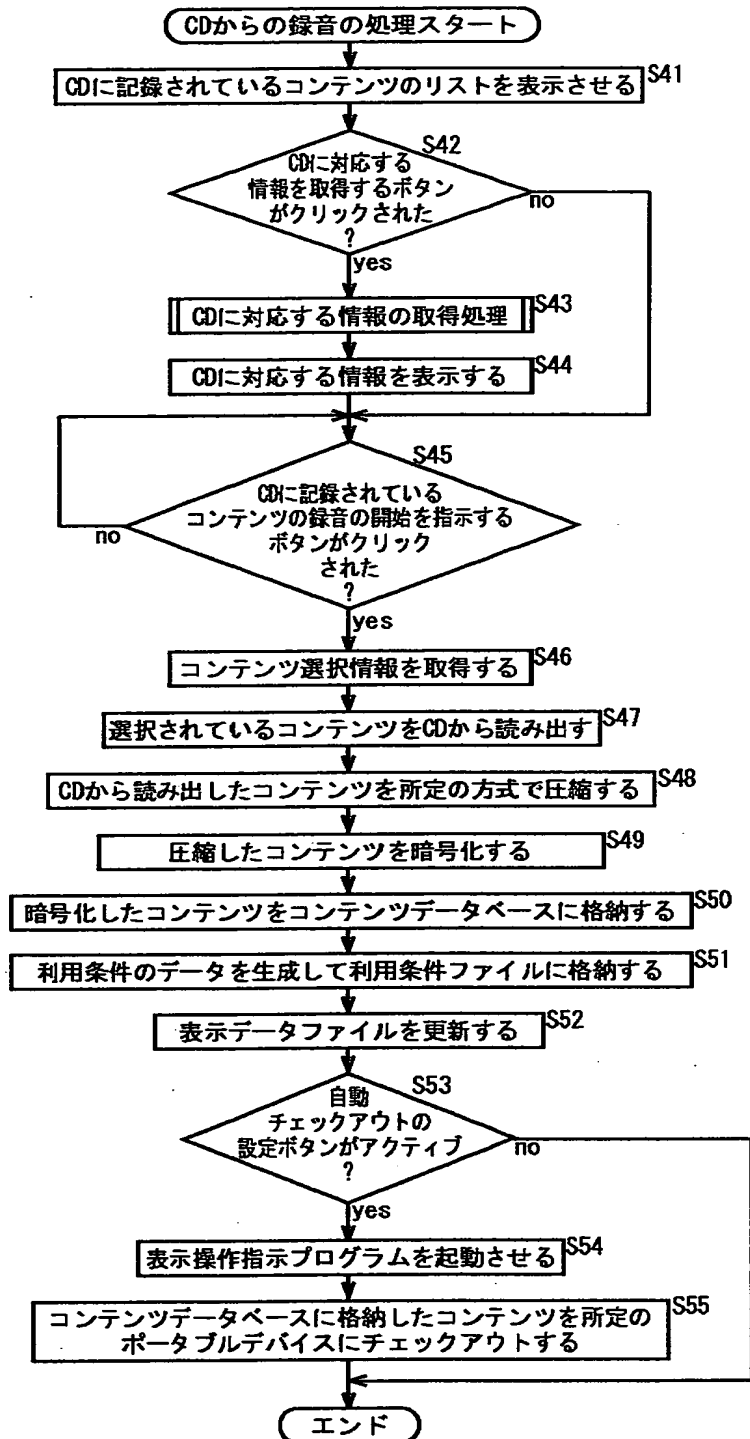 CDからの録音の処理スタート
CDに記録されているコンテンツのリストを表示させる
S41
S42
CDに対応する
情報を取得するボタン
がクリックされた
?
no
yes
CDに対応する情報の取得処理
S43
CDに対応する情報を表示する
S44
S45
CDに記録されている
コンテンツの録音の開始を指示する
ボタンがクリック
された
?
no
yes
コンテンツ選択情報を取得する
S46
選択されているコンテンツをCDから読み出す
S47
CDから読み出したコンテンツを所定の方式で圧縮する
S48
圧縮したコンテンツを暗号化する
S49
暗号化したコンテンツをコンテンツデータベースに格納する
S50
利用条件のデータを生成して利用条件ファイルに格納する
S51
表示データファイルを更新する
S52
S53
自動
チェックアウトの
設定ボタンがアクティブ
?
no
yes
表示操作指示プログラムを起動させる
S54
コンテンツデータベースに格納したコンテンツを所定の
ポータブルデバイスにチェックアウトする
S55
エンド